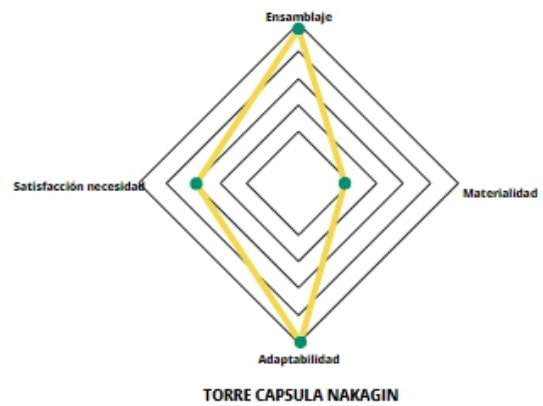 Ensamblaje
Satisfacción necesidad
Materialidad
Adaptabilidad
TORRE CAPSULA NAKAGIN